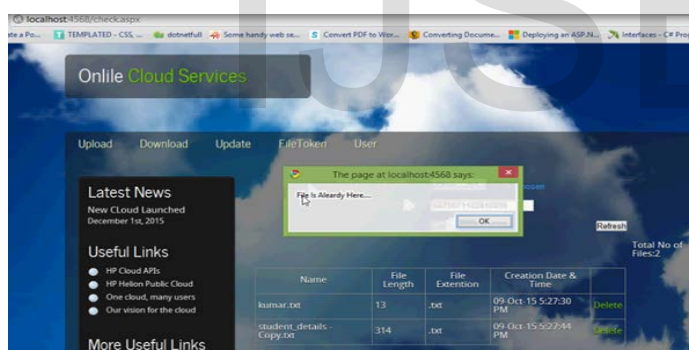 localhost:4568/check.aspx
TEMPLATED - CSS, ... dotnetfull Some handy web se... Convert PDF to Wor... Converting Docume... Deploying an ASP.N... Interfaces - C# Prog
Onlile Cloud Services
Upload Download Update FileToken User
The page at localhost:4568 says:
File Is Aleardy Here....
OK
Refresh
Total No of
Files:2
Latest News
New CLoud Launched
December 1st, 2015
Useful Links
HP Cloud APIs
HP Helion Public Cloud
One cloud, many users
Our vision for the cloud
More Useful Links
Name File Length File Extention Creation Date & Time
kumar.txt 13 .txt 09-Oct-15 5:27:30 PM Delete
student_details - Copy.txt 314 .txt 09-Oct-15 5:27:44 PM Delete